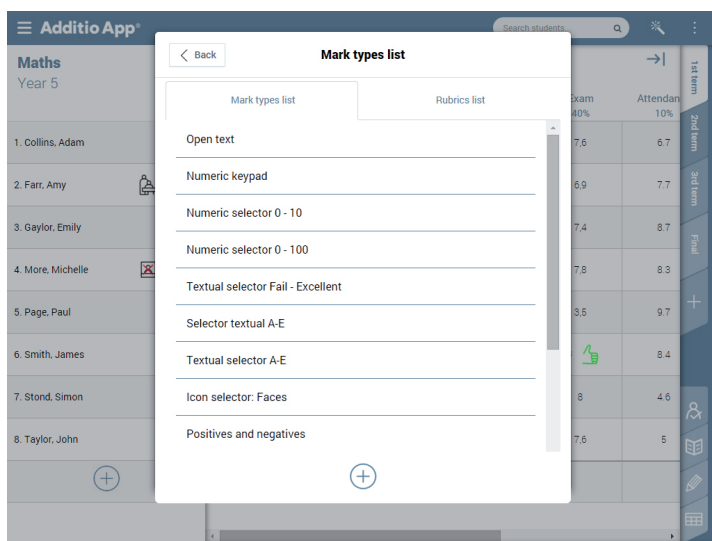 Additio App®
Search students
Maths
Year 5
Back
Mark types list
Mark types list
Rubrics list
Open text
Numeric keypad
Numeric selector 0 - 10
Numeric selector 0 - 100
Textual selector Fail - Excellent
Selector textual A-E
Textual selector A-E
Icon selector: Faces
Positives and negatives
Exam
40%
Attendan
10%
1. Collins, Adam
7,6
6.7
2. Farr, Amy
6,9
7.7
3. Gaylor, Emily
7,4
8.7
4. More, Michelle
7,8
8.3
5. Page, Paul
3,5
9.7
6. Smith, James
8.4
7. Stond, Simon
8
4.6
8. Taylor, John
7,6
5
1st term
2nd term
3rd term
Final